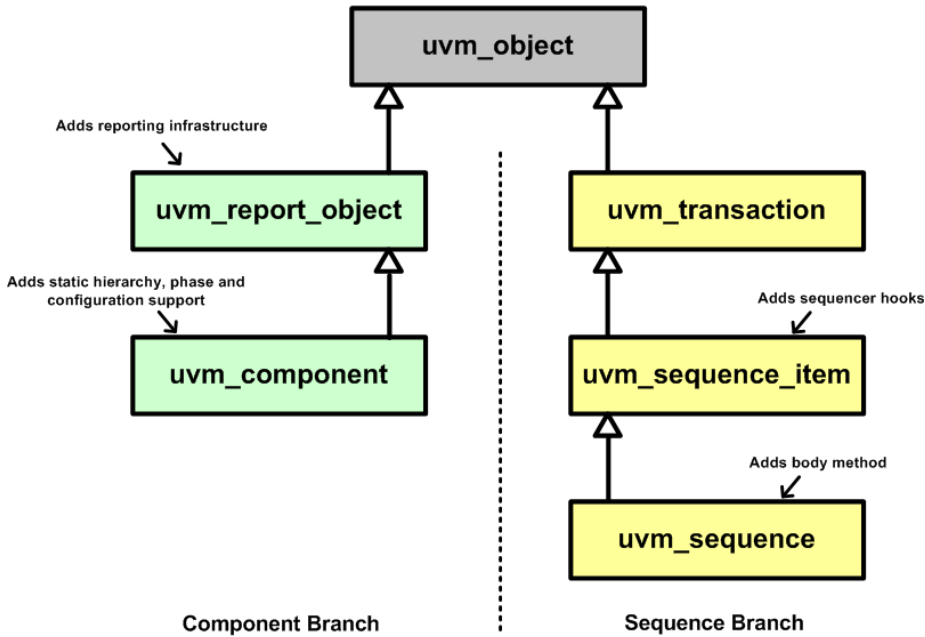 uvm_object
Adds reporting infrastructure
uvm_report_object
uvm_transaction
Adds static hierarchy, phase and
configuration support
Adds sequencer hooks
uvm_component
uvm_sequence_item
Adds body method
uvm_sequence
Component Branch
Sequence Branch